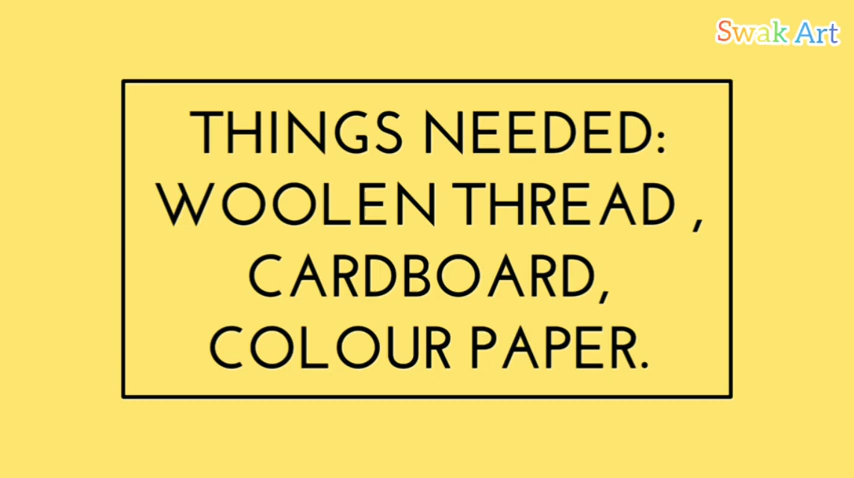 Swak Art
THINGS NEEDED:
WOOLEN THREAD ,
CARDBOARD,
COLOUR PAPER.